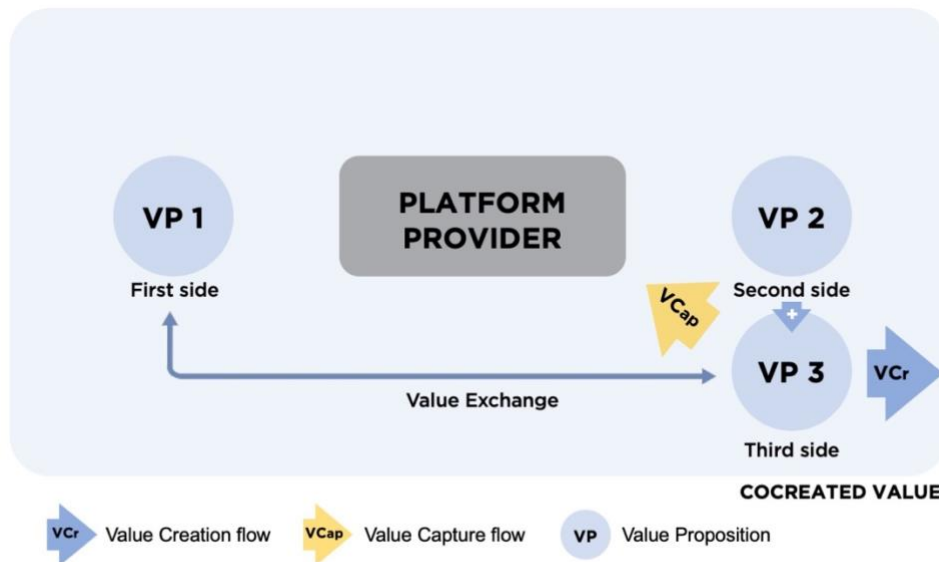 VP 1
PLATFORM
PROVIDER
VP 2
First side
Second side
VCap
+
VP 3
VCr
Value Exchange
Third side
COCREATED VALUE
VCr Value Creation flow
VCap Value Capture flow
VP Value Proposition